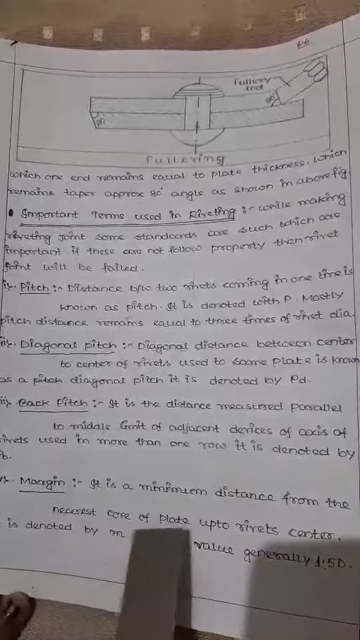 Fullery
tool
80°
80°
Fullering
which one end remains equal to plate thickness, which
remains taper approx 80° angle as shown in above fig
• Important Terms used in Riveting :- while making
riveting joint some standards are such which are
important if these are not follow property then rivet
joint will be failed.
i). Pitch :- Distance b/w two rivets coming in one line is
known as pitch. It is denoted with P. Mostly
pitch distance remains equal to three times of rivet dia.
ii). Diagonal pitch :- Diagonal distance between center
to center of rivets used to same plate is known
as a pitch diagonal pitch it is denoted by Pd.
iii). Back Pitch :- It is the distance measured parallel
to middle limit of adjacent devices of axis of
rivets used in more than one row it is denoted by
Pb.
Margin :- It is a minimum distance from the
nearest core of plate upto rivets center.
is denoted by m value generally 1.5D.